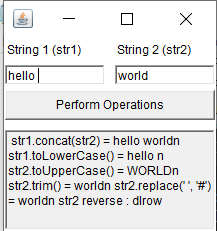 String 1 (str1) String 2 (str2)
hello world
Perform Operations
str1.concat(str2) = hello worldn
str1.toLowerCase() = hello n
str2.toUpperCase() = WORLDn
str2.trim() = worldn str2.replace(' ', '#')
= worldn str2 reverse : dlrow